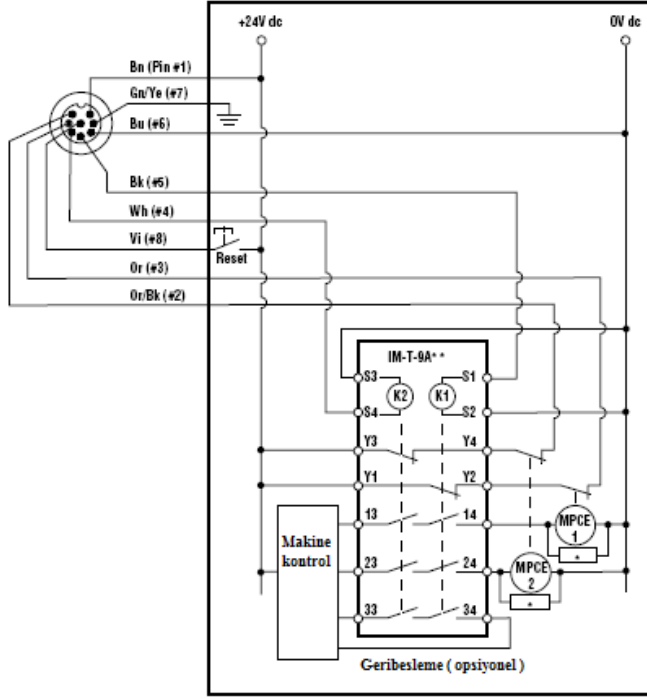 +24V dc 0V dc
Bn (Pin #1)
Gn/Ye (#7)
Bu (#6)
Bk (#5)
Wh (#4)
Vi (#8)
Reset
Or (#3)
Or/Bk (#2)
IM-T-9A**
S3 S1
K2 K1
S4 S2
Y3 Y4
Y1 Y2
13 14
MPCE
1
*
Makine
kontrol
23 24
MPCE
2
*
33 34
Geribesleme ( opsiyonel )